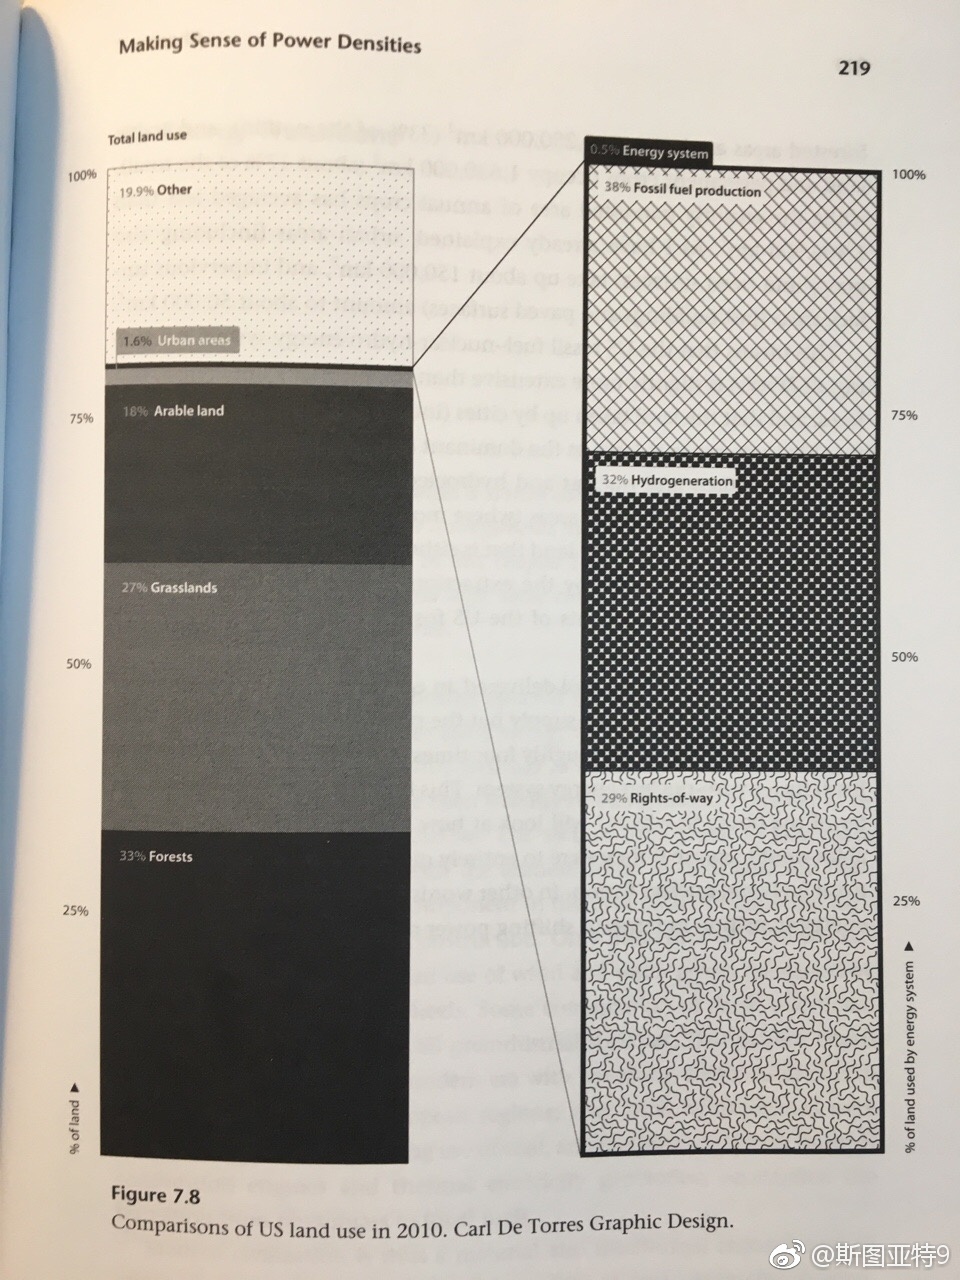 Making Sense of Power Densities
219
Total land use
100%
19.9% Other
1.6% Urban areas
75%
18% Arable land
27% Grasslands
50%
33% Forests
25%
% of land ▲
0.5% Energy system
100%
38% Fossil fuel production
75%
32% Hydrogeneration
50%
29% Rights-of-way
25%
% of land used by energy system ▲
Figure 7.8
Comparisons of US land use in 2010. Carl De Torres Graphic Design.
@斯图亚特9